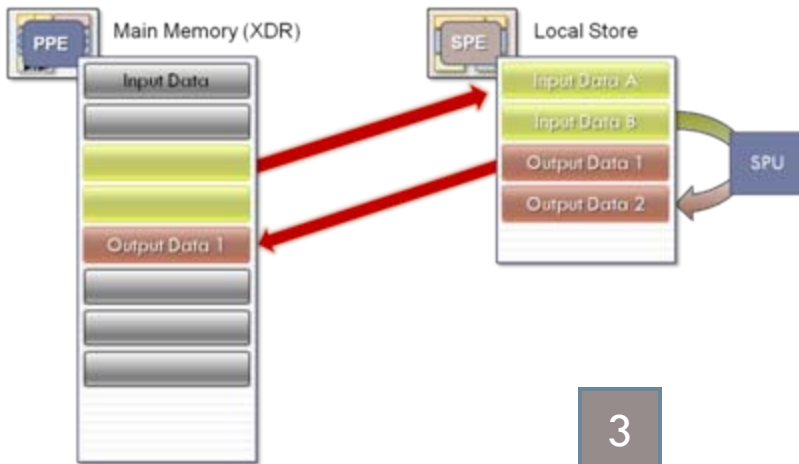 PPE
Main Memory (XDR)
Input Data
Output Data 1
SPE
Local Store
Input Data A
Input Data B
Output Data 1
Output Data 2
SPU
3